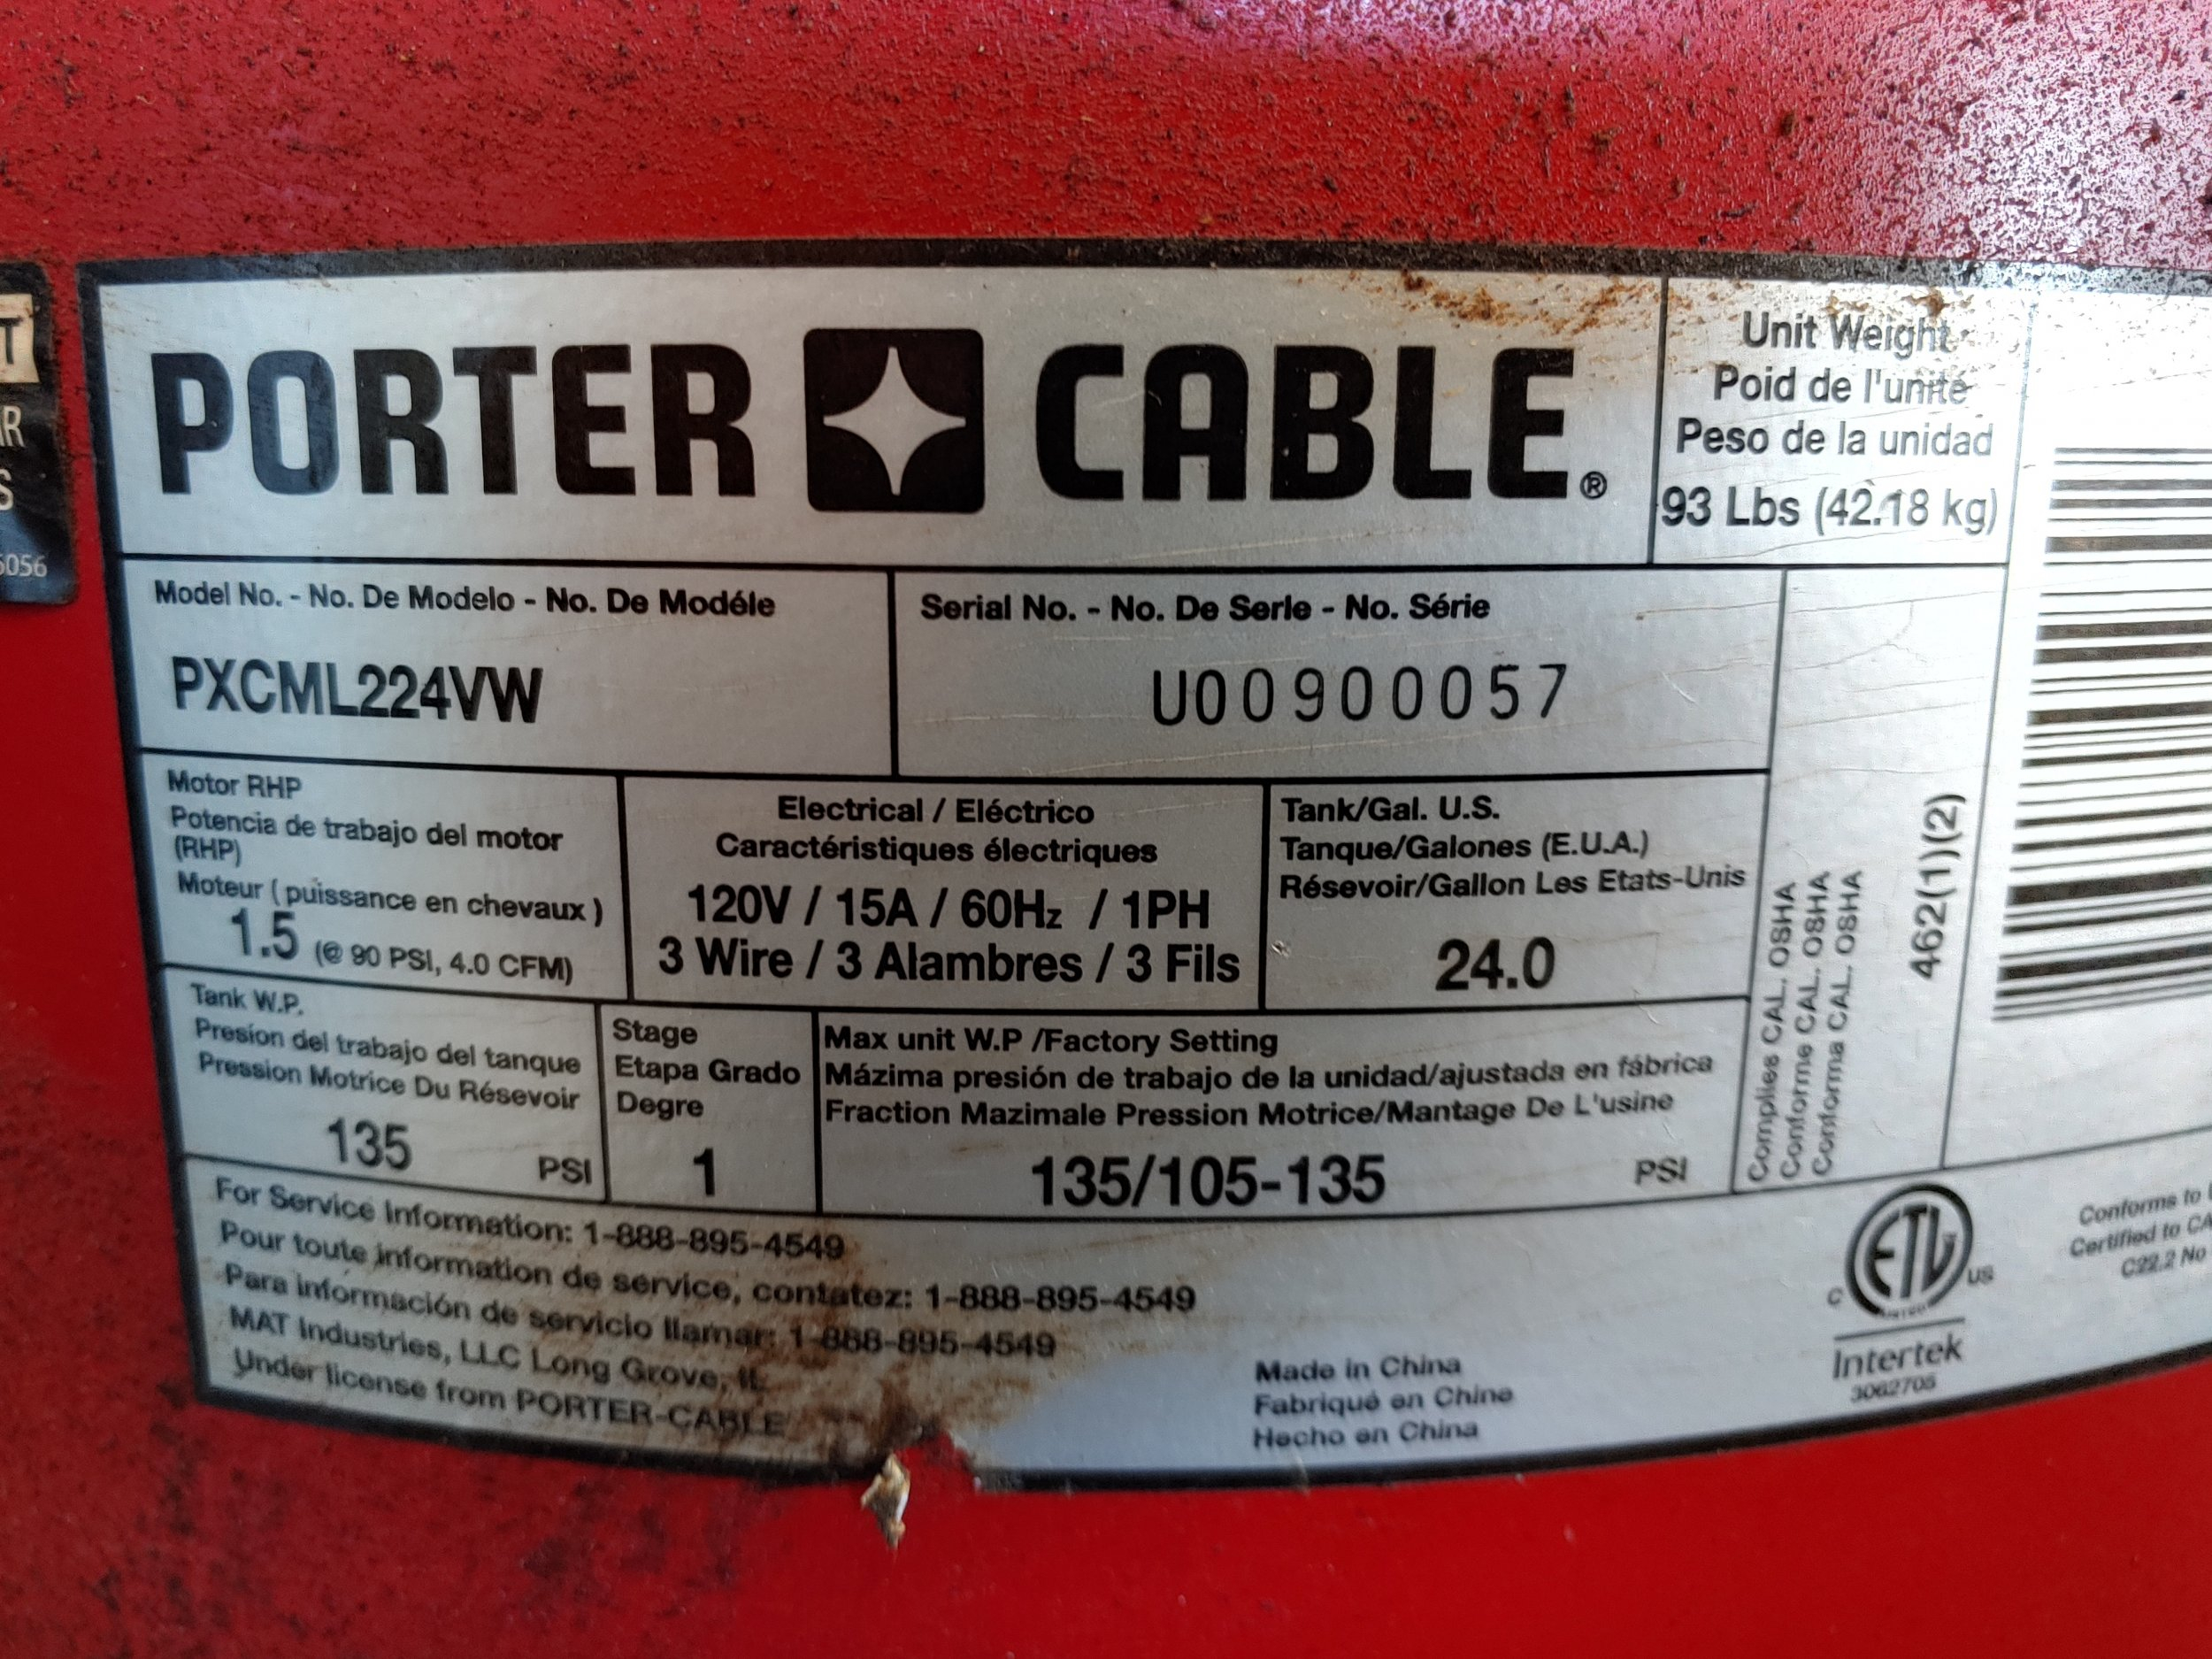 T
IR
S
6056
PORTER CABLE®
Unit Weight
Poid de l'unité
Peso de la unidad
93 Lbs (42.18 kg)
Model No. - No. De Modelo - No. De Modéle
PXCML224VW
Serial No. - No. De Serle - No. Série
U00900057
Motor RHP
Potencia de trabajo del motor
(RHP)
Moteur ( puissance en chevaux )
1.5 (@ 90 PSI, 4.0 CFM)
Electrical / Eléctrico
Caractéristiques électriques
120V / 15A / 60Hz / 1PH
3 Wire / 3 Alambres / 3 Fils
Tank/Gal. U.S.
Tanque/Galones (E.U.A.)
Résevoir/Gallon Les Etats-Unis
24.0
Tank W.P.
Presion del trabajo del tanque
Pression Motrice Du Résevoir
135 PSI
Stage
Etapa Grado
Degre
1
Max unit W.P /Factory Setting
Mázima presión de trabajo de la unidad/ajustada en fábrica
Fraction Mazimale Pression Motrice/Mantage De L'usine
135/105-135 PSI
Complies CAL. OSHA
Conforme CAL. OSHA
Conforma CAL. OSHA
462(1)(2)
For Service Information: 1-888-895-4549
Pour toute information de service, contatez: 1-888-895-4549
Para información de servicio llamar: 1-888-895-4549
MAT Industries, LLC Long Grove, IL
Under license from PORTER-CABLE
Made in China
Fabriqué en Chine
Hecho en China
C ETL US
Intertek
3062705
Conforms to
Certified to CA
C22.2 No